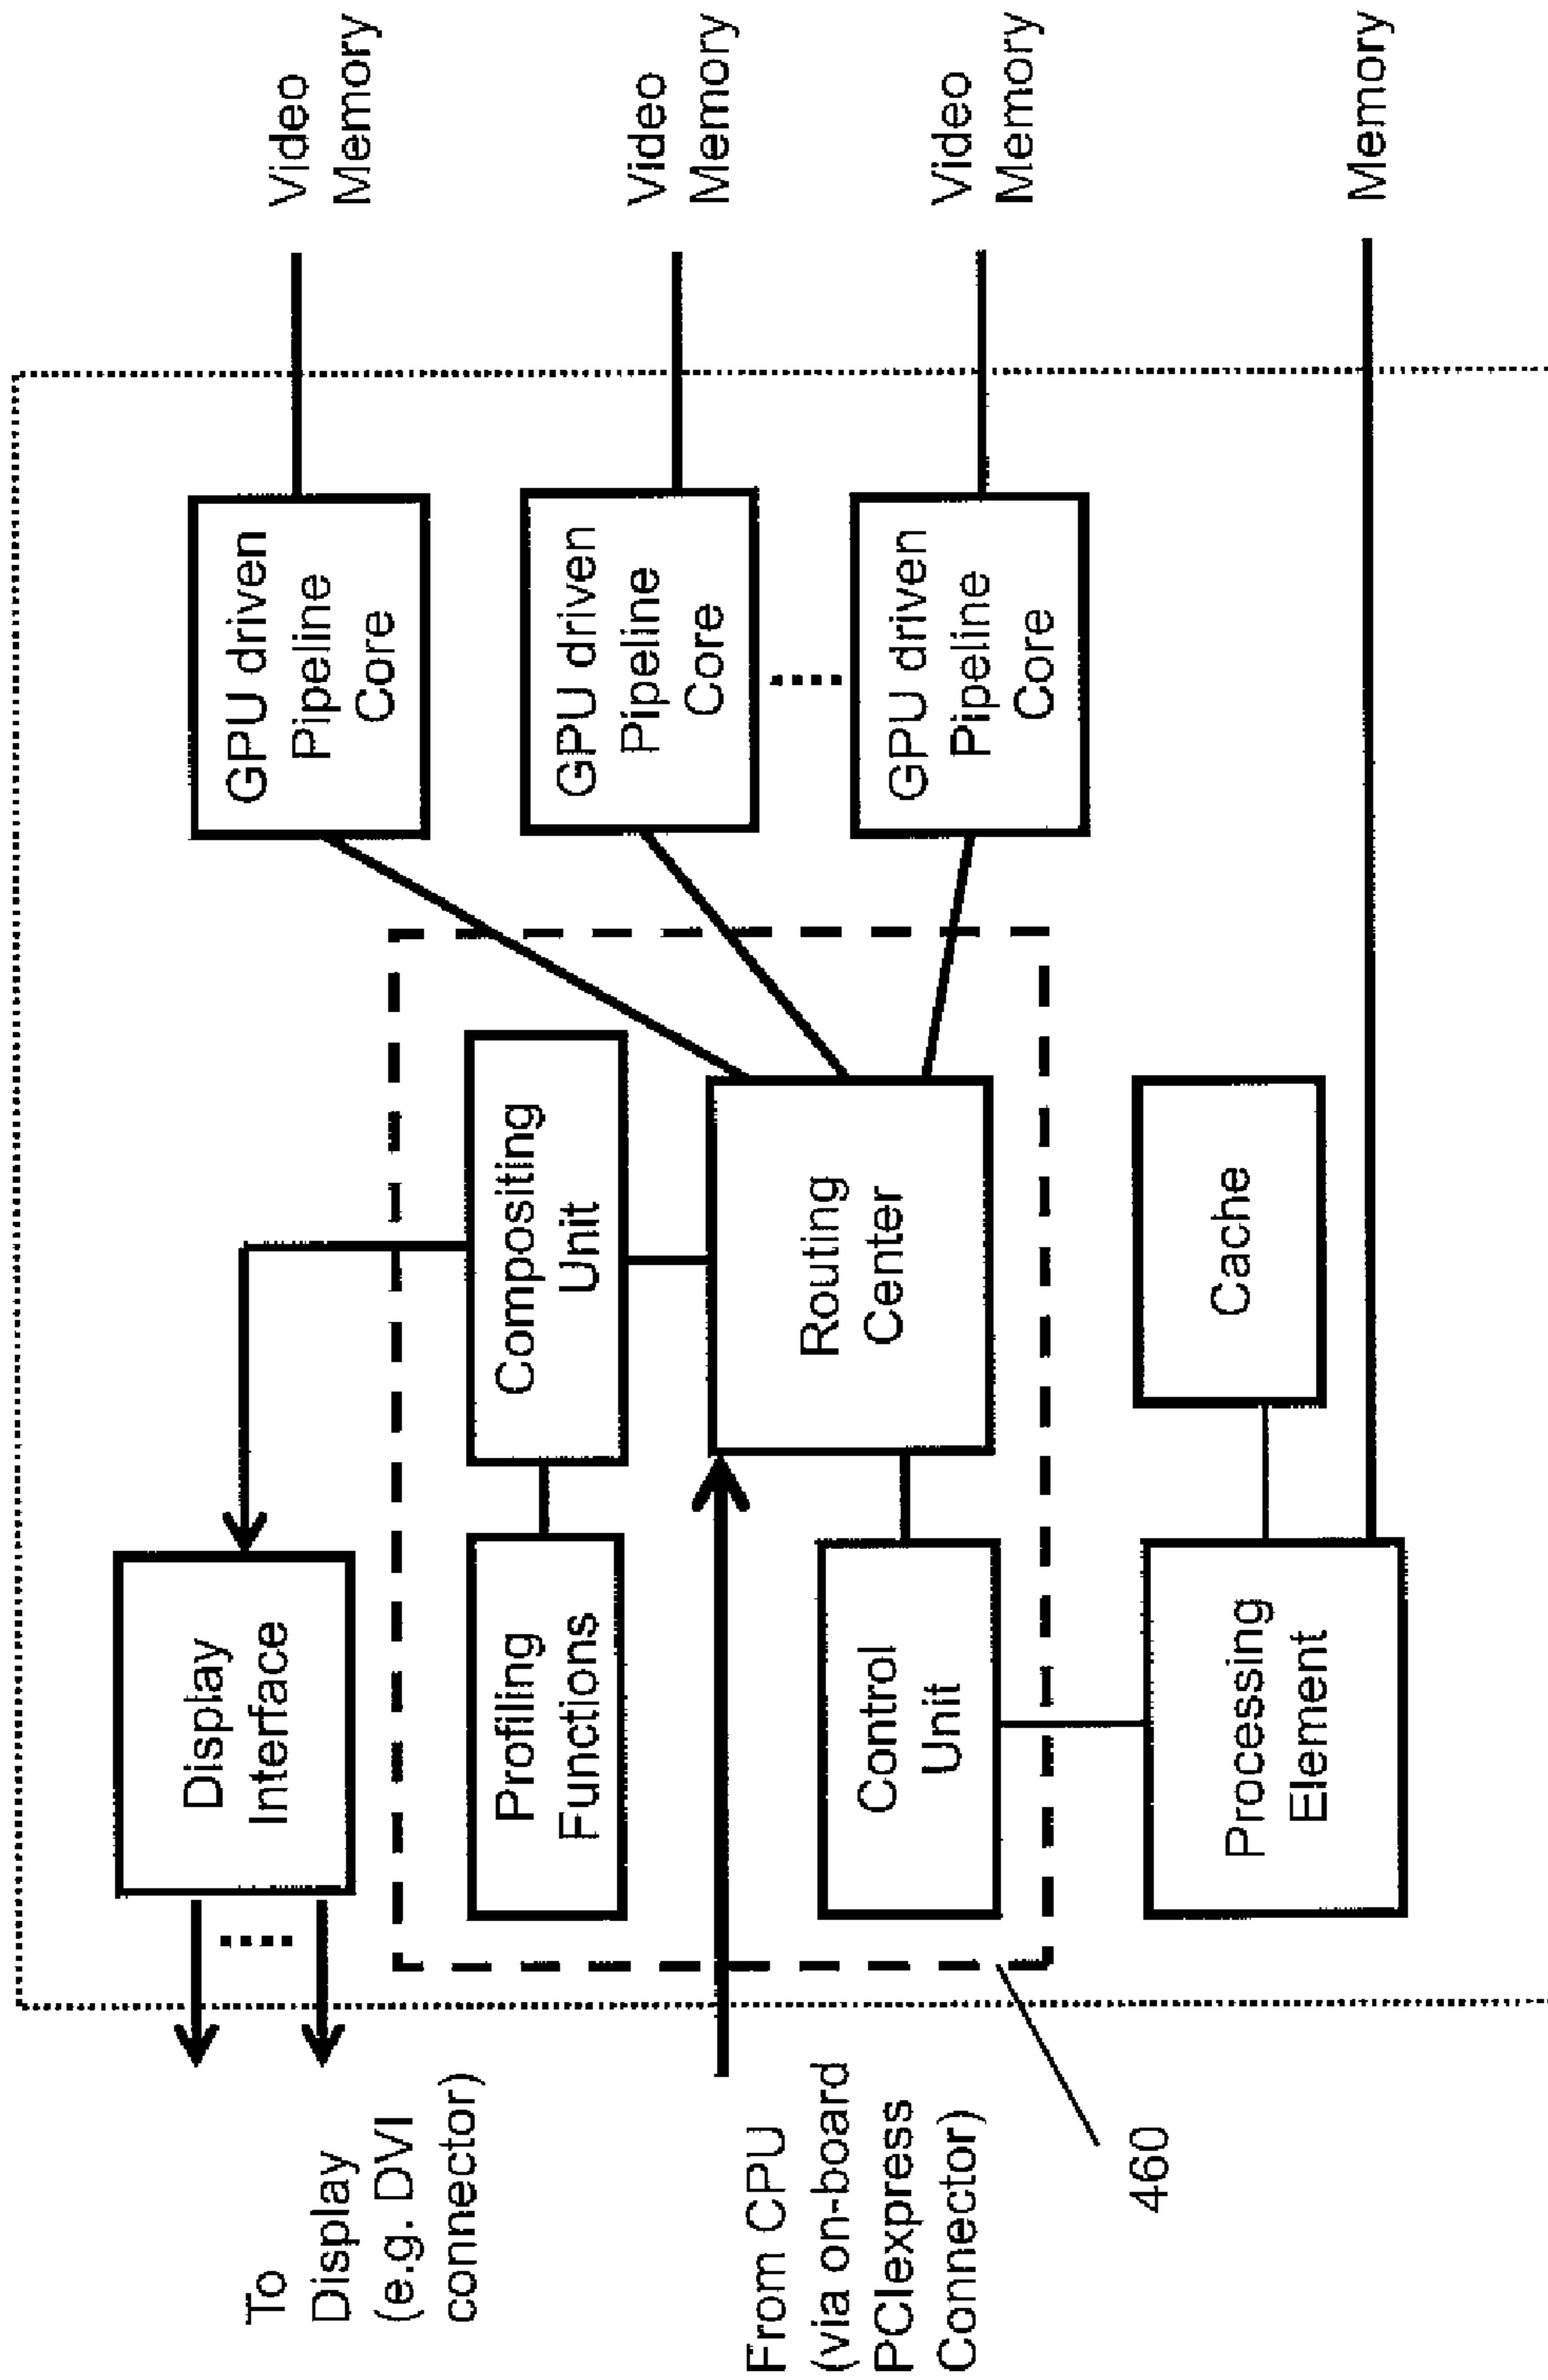 To
Display
(e.g. DVI
connector)
Display
Interface
GPU driven
Pipeline
Core
Video
Memory
Profiling
Functions
Compositing
Unit
GPU driven
Pipeline
Core
Video
Memory
From CPU
(via on-board
PCIexpress
Connector)
Control
Unit
Routing
Center
GPU driven
Pipeline
Core
Video
Memory
460
Processing
Element
Cache
Memory